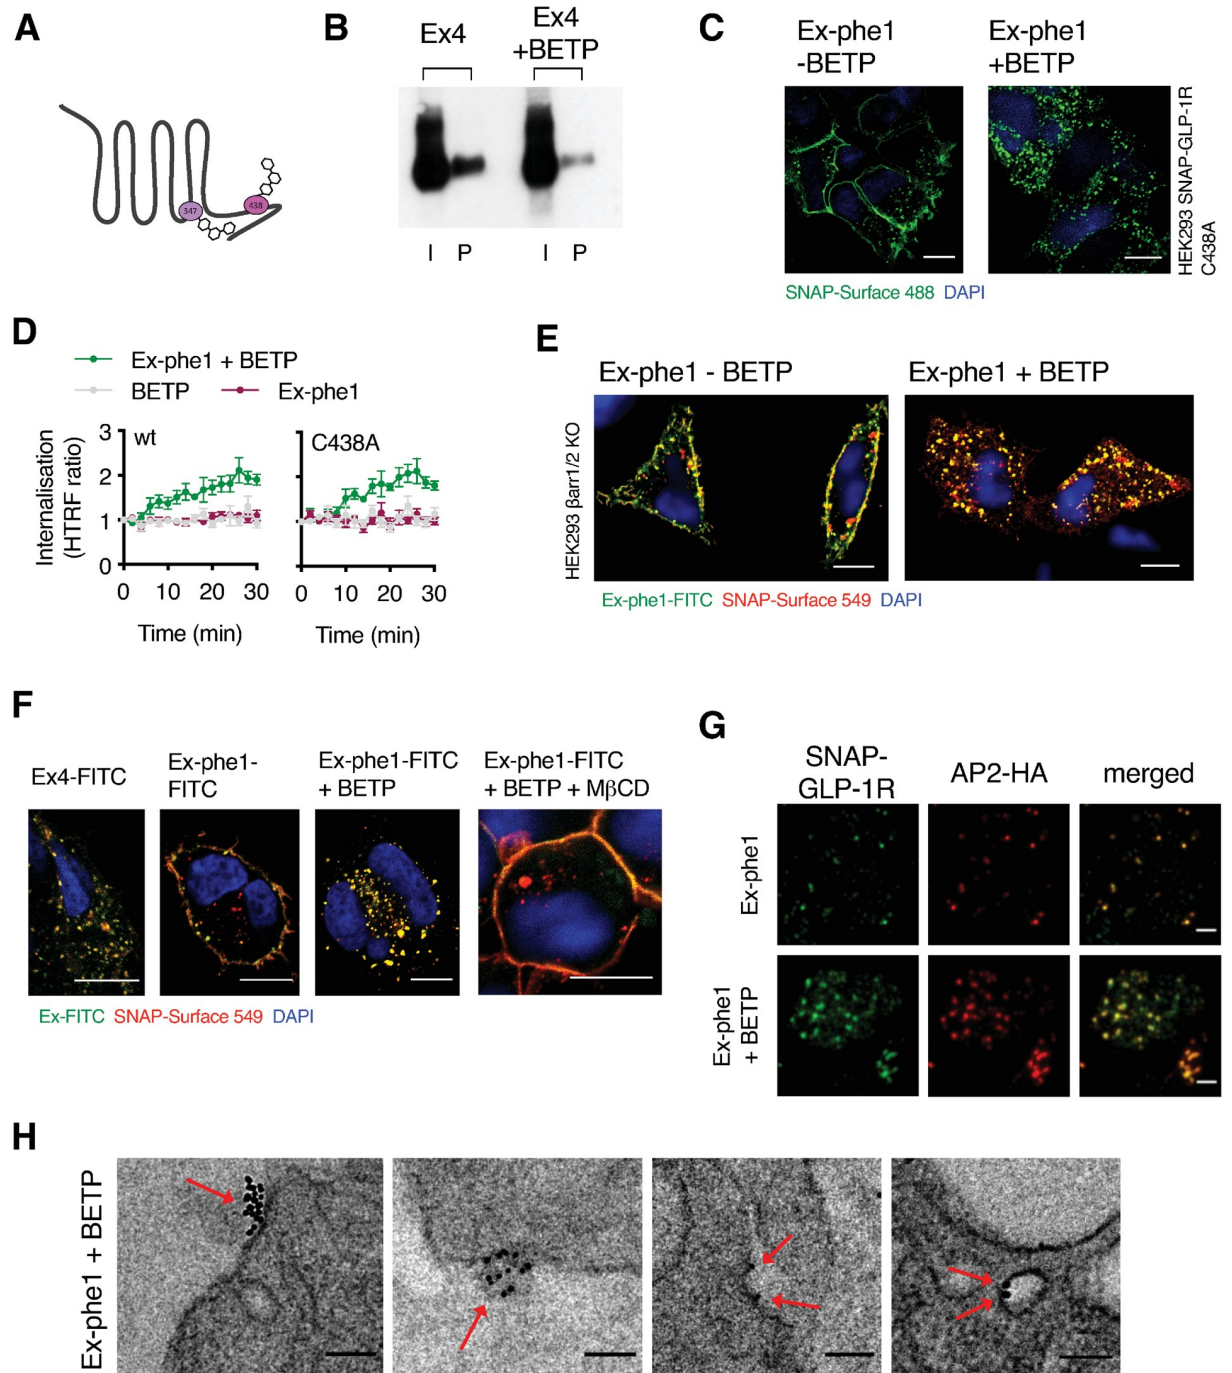 A
347
438
B
Ex4
Ex4
+BETP
I P I P
C
Ex-phe1
-BETP
Ex-phe1
+BETP
HEK293 SNAP-GLP-1R
C438A
SNAP-Surface 488 DAPI
D
Ex-phe1 + BETP
BETP Ex-phe1
Internalisation
(HTRF ratio)
3
2
1
0
wt
C438A
0 10 20 30
0 10 20 30
Time (min)
Time (min)
E
Ex-phe1 - BETP
Ex-phe1 + BETP
HEK293 βarr1/2 KO
Ex-phe1-FITC SNAP-Surface 549 DAPI
F
Ex4-FITC
Ex-phe1-
FITC
Ex-phe1-FITC
+ BETP
Ex-phe1-FITC
+ BETP + MβCD
Ex-FITC SNAP-Surface 549 DAPI
G
SNAP-
GLP-1R
AP2-HA
merged
Ex-phe1
Ex-phe1
+ BETP
H
Ex-phe1 + BETP